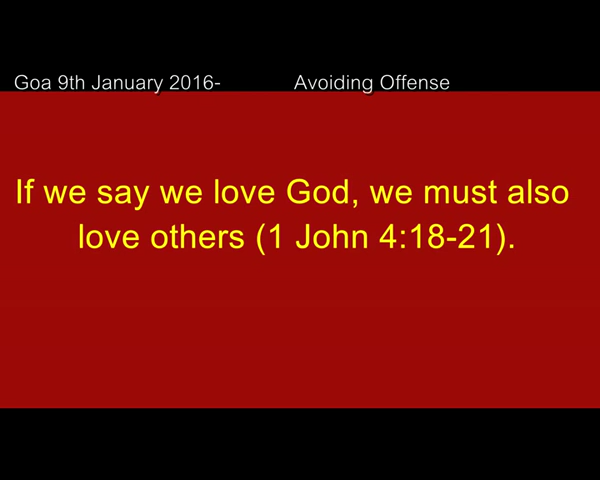 Goa 9th January 2016- Avoiding Offense
If we say we love God, we must also
love others (1 John 4:18-21).